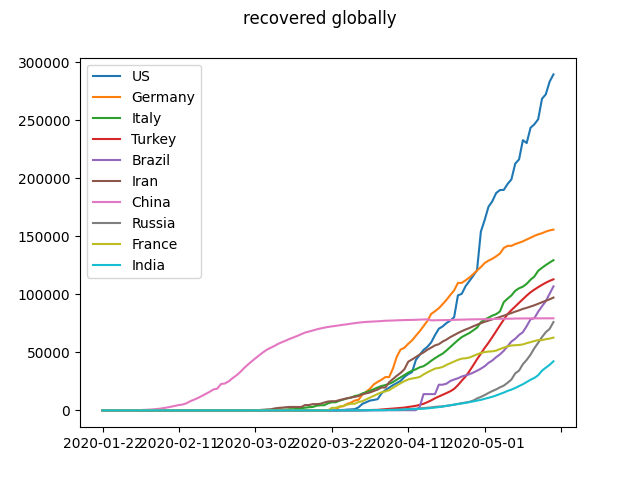 recovered globally
300000
250000
200000
150000
100000
50000
0
US
Germany
Italy
Turkey
Brazil
Iran
China
Russia
France
India
2020-01-22
2020-02-11
2020-03-02
2020-03-22
2020-04-11
2020-05-01